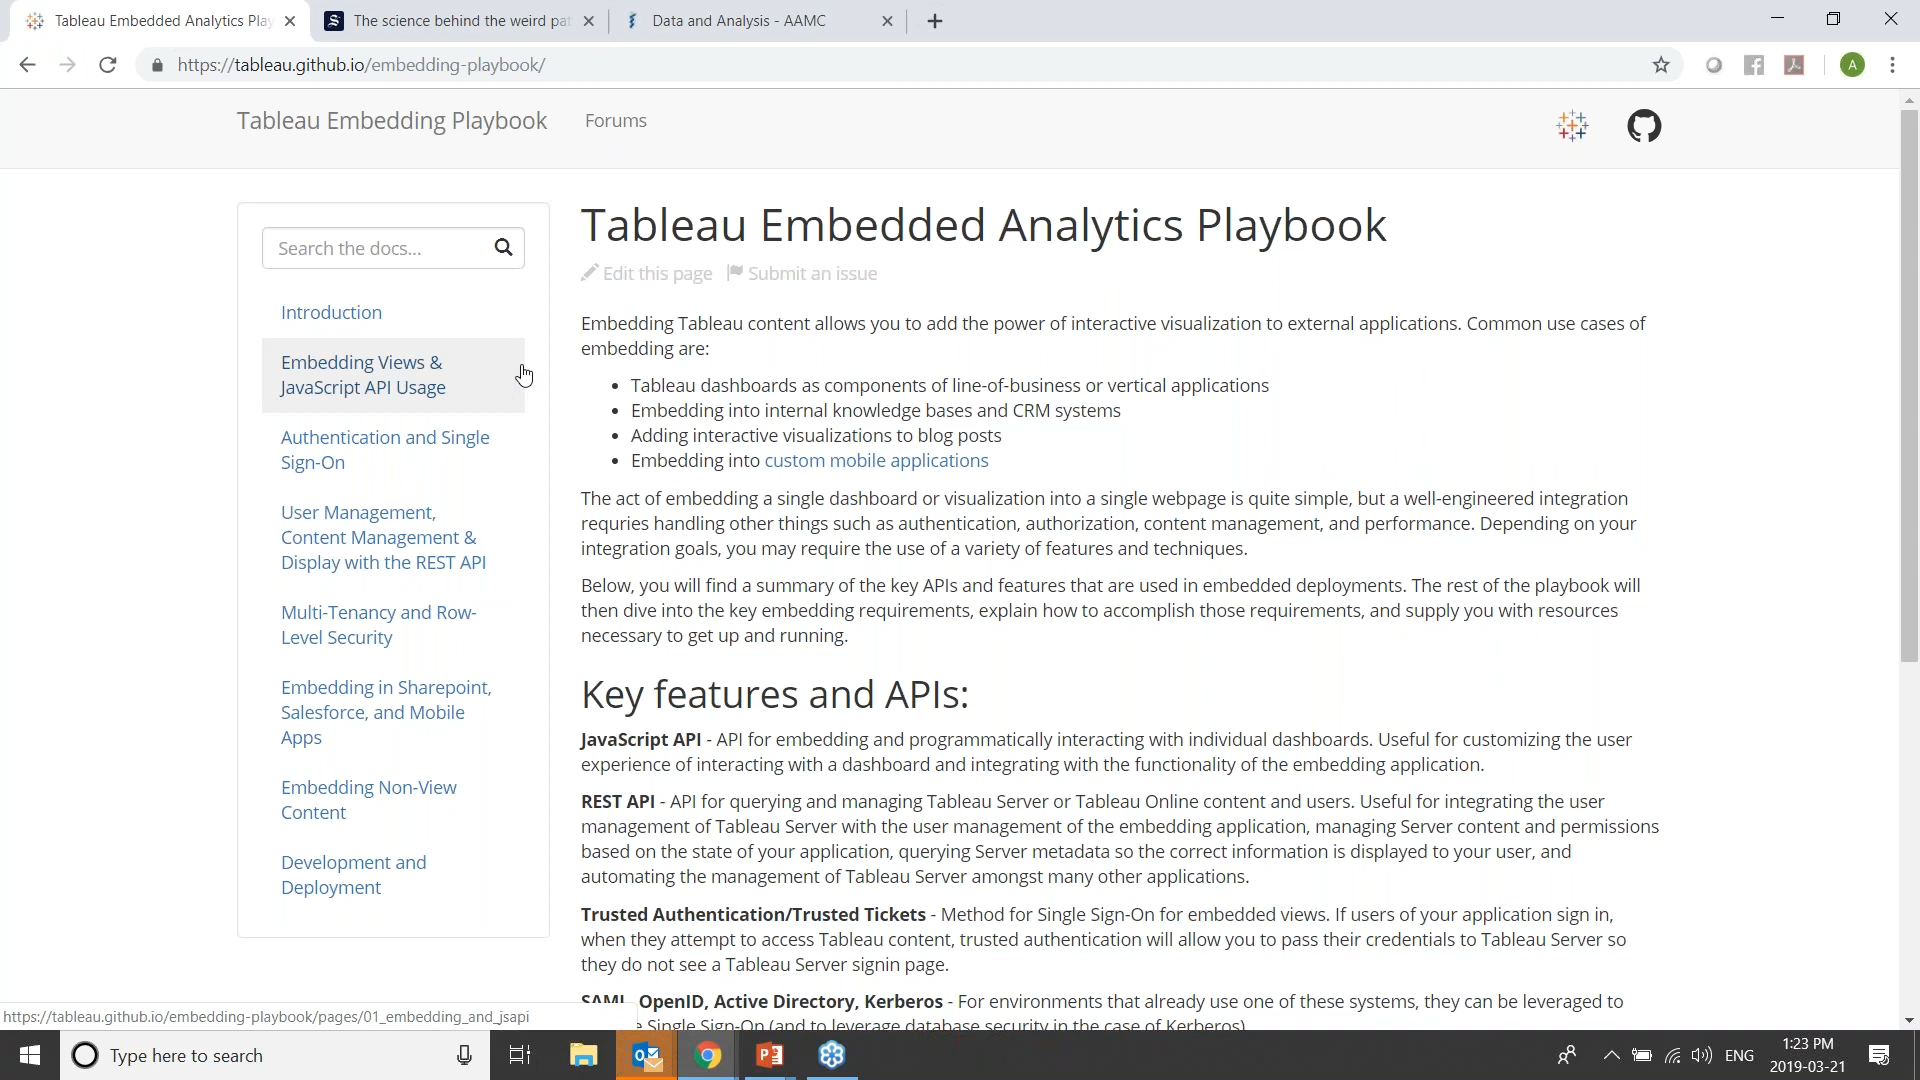 Tableau Embedded Analytics Play
The science behind the weird pat
Data and Analysis - AAMC
https://tableau.github.io/embedding-playbook/
A
Tableau Embedding Playbook
Forums
Search the docs...
Introduction
Embedding Views &
JavaScript API Usage
Authentication and Single
Sign-On
User Management,
Content Management &
Display with the REST API
Multi-Tenancy and Row-
Level Security
Embedding in Sharepoint,
Salesforce, and Mobile
Apps
Embedding Non-View
Content
Development and
Deployment
Tableau Embedded Analytics Playbook
Edit this page
Submit an issue
Embedding Tableau content allows you to add the power of interactive visualization to external applications. Common use cases of
embedding are:
• Tableau dashboards as components of line-of-business or vertical applications
• Embedding into internal knowledge bases and CRM systems
• Adding interactive visualizations to blog posts
• Embedding into custom mobile applications
The act of embedding a single dashboard or visualization into a single webpage is quite simple, but a well-engineered integration
requries handling other things such as authentication, authorization, content management, and performance. Depending on your
integration goals, you may require the use of a variety of features and techniques.
Below, you will find a summary of the key APIs and features that are used in embedded deployments. The rest of the playbook will
then dive into the key embedding requirements, explain how to accomplish those requirements, and supply you with resources
necessary to get up and running.
Key features and APIs:
JavaScript API - API for embedding and programmatically interacting with individual dashboards. Useful for customizing the user
experience of interacting with a dashboard and integrating with the functionality of the embedding application.
REST API - API for querying and managing Tableau Server or Tableau Online content and users. Useful for integrating the user
management of Tableau Server with the user management of the embedding application, managing Server content and permissions
based on the state of your application, querying Server metadata so the correct information is displayed to your user, and
automating the management of Tableau Server amongst many other applications.
Trusted Authentication/Trusted Tickets - Method for Single Sign-On for embedded views. If users of your application sign in,
when they attempt to access Tableau content, trusted authentication will allow you to pass their credentials to Tableau Server so
they do not see a Tableau Server signin page.
SAML, OpenID, Active Directory, Kerberos - For environments that already use one of these systems, they can be leveraged to
e Single Sign-On (and to leverage database security in the case of Kerberos)
https://tableau.github.io/embedding-playbook/pages/01_embedding_and_jsapi
Type here to search
ENG
1:23 PM
2019-03-21